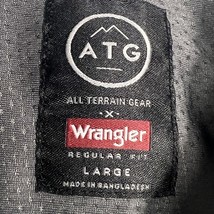 ATG
ALL TERRAIN GEAR
X
Wrangler
REGULAR FIT
LARGE
MADE IN BANGLADESH